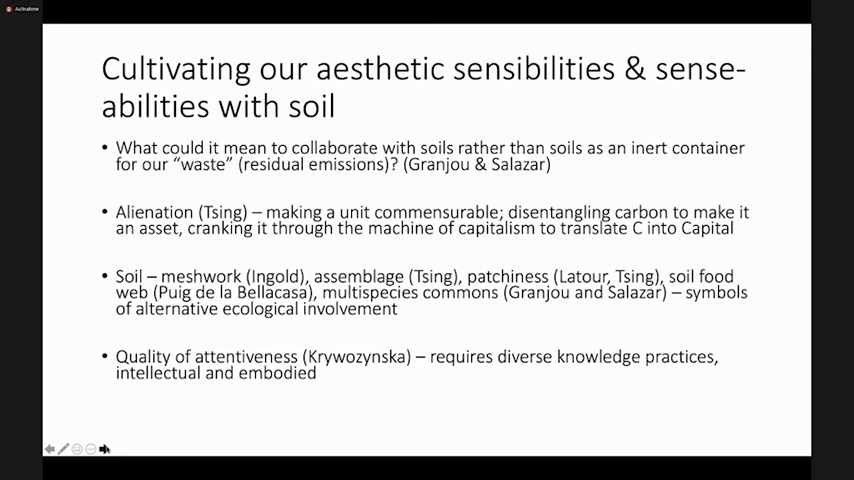 Aufnahme
Cultivating our aesthetic sensibilities & sense-
abilities with soil
• What could it mean to collaborate with soils rather than soils as an inert container
for our “waste” (residual emissions)? (Granjou & Salazar)
• Alienation (Tsing) – making a unit commensurable; disentangling carbon to make it
an asset, cranking it through the machine of capitalism to translate C into Capital
• Soil – meshwork (Ingold), assemblage (Tsing), patchiness (Latour, Tsing), soil food
web (Puig de la Bellacasa), multispecies commons (Granjou and Salazar) – symbols
of alternative ecological involvement
• Quality of attentiveness (Krywozynska) – requires diverse knowledge practices,
intellectual and embodied